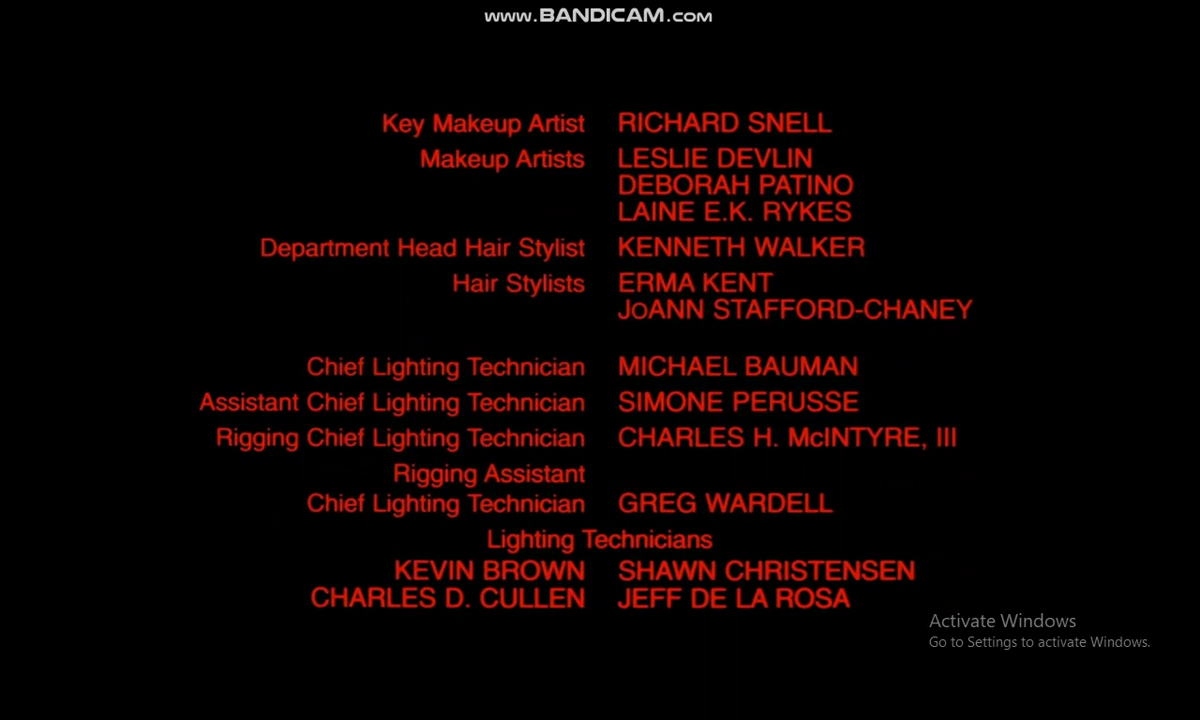 www.BANDICAM.com
Key Makeup Artist RICHARD SNELL
Makeup Artists LESLIE DEVLIN
DEBORAH PATINO
LAINE E.K. RYKES
Department Head Hair Stylist KENNETH WALKER
Hair Stylists ERMA KENT
JoANN STAFFORD-CHANEY
Chief Lighting Technician MICHAEL BAUMAN
Assistant Chief Lighting Technician SIMONE PERUSSE
Rigging Chief Lighting Technician CHARLES H. McINTYRE, III
Rigging Assistant
Chief Lighting Technician GREG WARDELL
Lighting Technicians
KEVIN BROWN SHAWN CHRISTENSEN
CHARLES D. CULLEN JEFF DE LA ROSA
Activate Windows
Go to Settings to activate Windows.